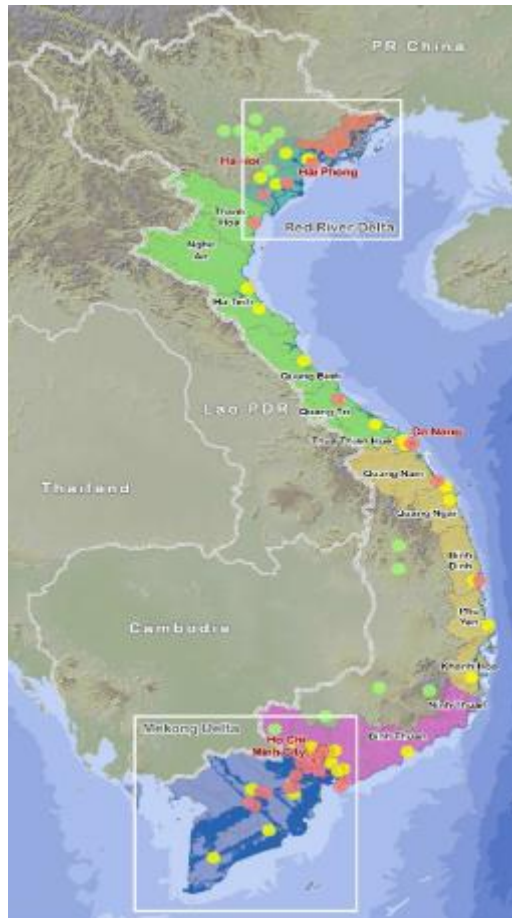 PR China
Ha Noi
Hai Phong
Thanh
Hoa
Red River Delta
Nghe
An
Ha Tinh
Quang Binh
Lao PDR
Quang Tri
Thua Thien Hue
Da Nang
Thailand
Quang Nam
Quang Ngai
Binh
Dinh
Cambodia
Phu
Yen
Khanh Hoa
Ninh Thuan
Mekong Delta
Ho Chi
Minh City
Binh Thuan